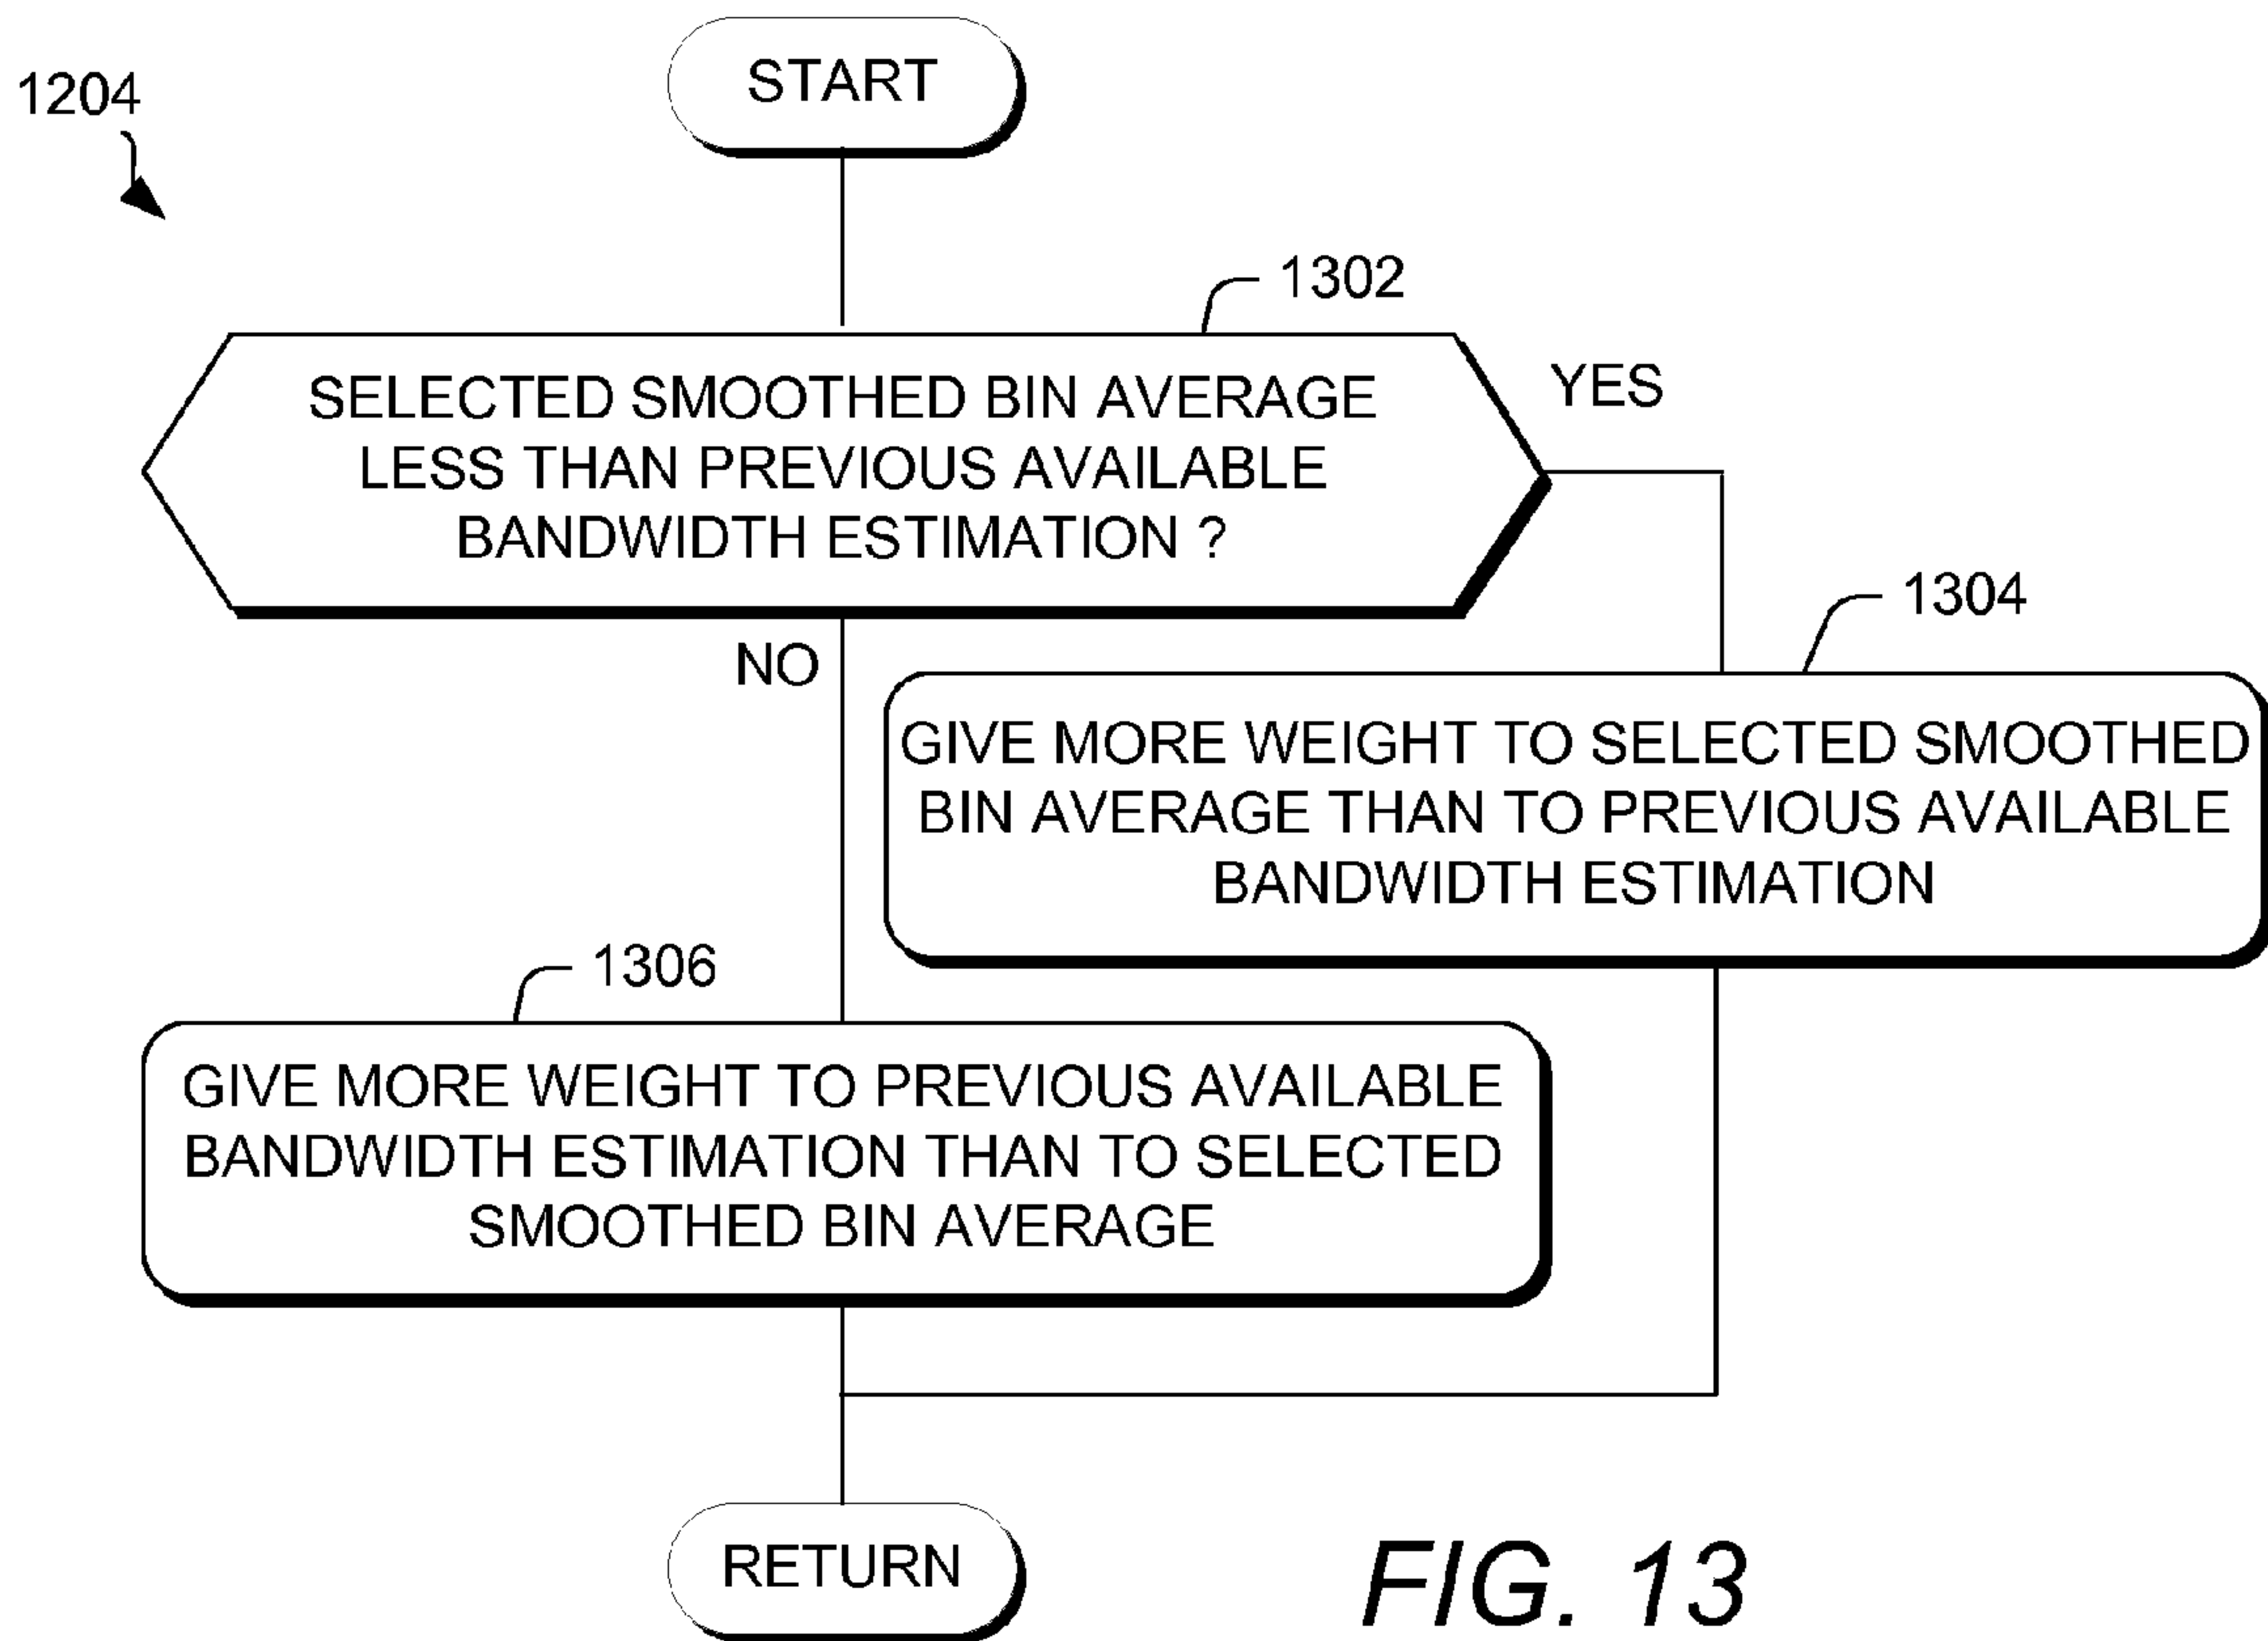 1204
START
1302
SELECTED SMOOTHED BIN AVERAGE
LESS THAN PREVIOUS AVAILABLE
BANDWIDTH ESTIMATION ?
YES
NO
1304
GIVE MORE WEIGHT TO SELECTED SMOOTHED
BIN AVERAGE THAN TO PREVIOUS AVAILABLE
BANDWIDTH ESTIMATION
1306
GIVE MORE WEIGHT TO PREVIOUS AVAILABLE
BANDWIDTH ESTIMATION THAN TO SELECTED
SMOOTHED BIN AVERAGE
RETURN
FIG. 13